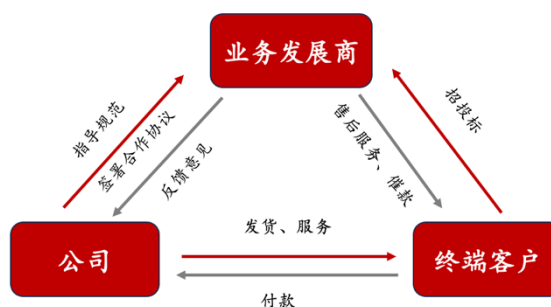 业务发展商
指导规范
签署合作协议
反馈意见
售后服务、催款
招投标
公司
发货、服务
终端客户
付款